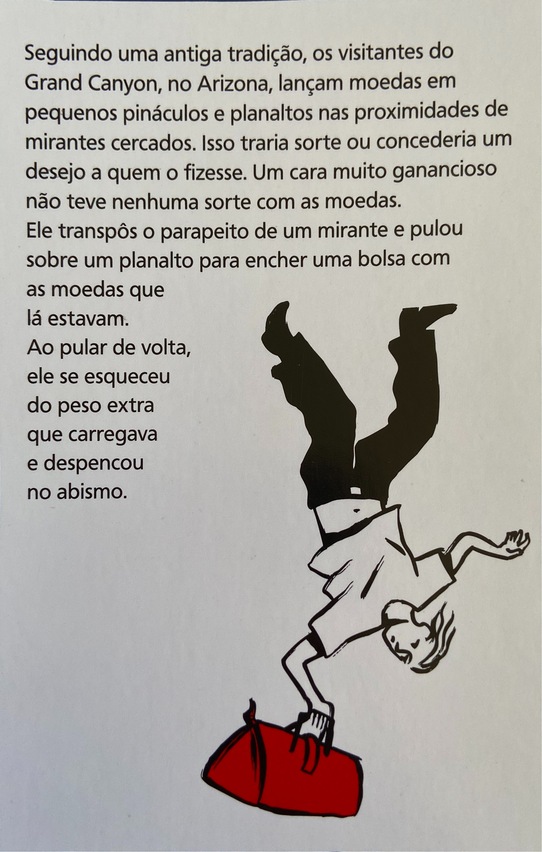 Seguindo uma antiga tradição, os visitantes do
Grand Canyon, no Arizona, lançam moedas em
pequenos pináculos e planaltos nas proximidades de
mirantes cercados. Isso traria sorte ou concederia um
desejo a quem o fizesse. Um cara muito ganancioso
não teve nenhuma sorte com as moedas.
Ele transpôs o parapeito de um mirante e pulou
sobre um planalto para encher uma bolsa com
as moedas que
lá estavam.
Ao pular de volta,
ele se esqueceu
do peso extra
que carregava
e despencou
no abismo.